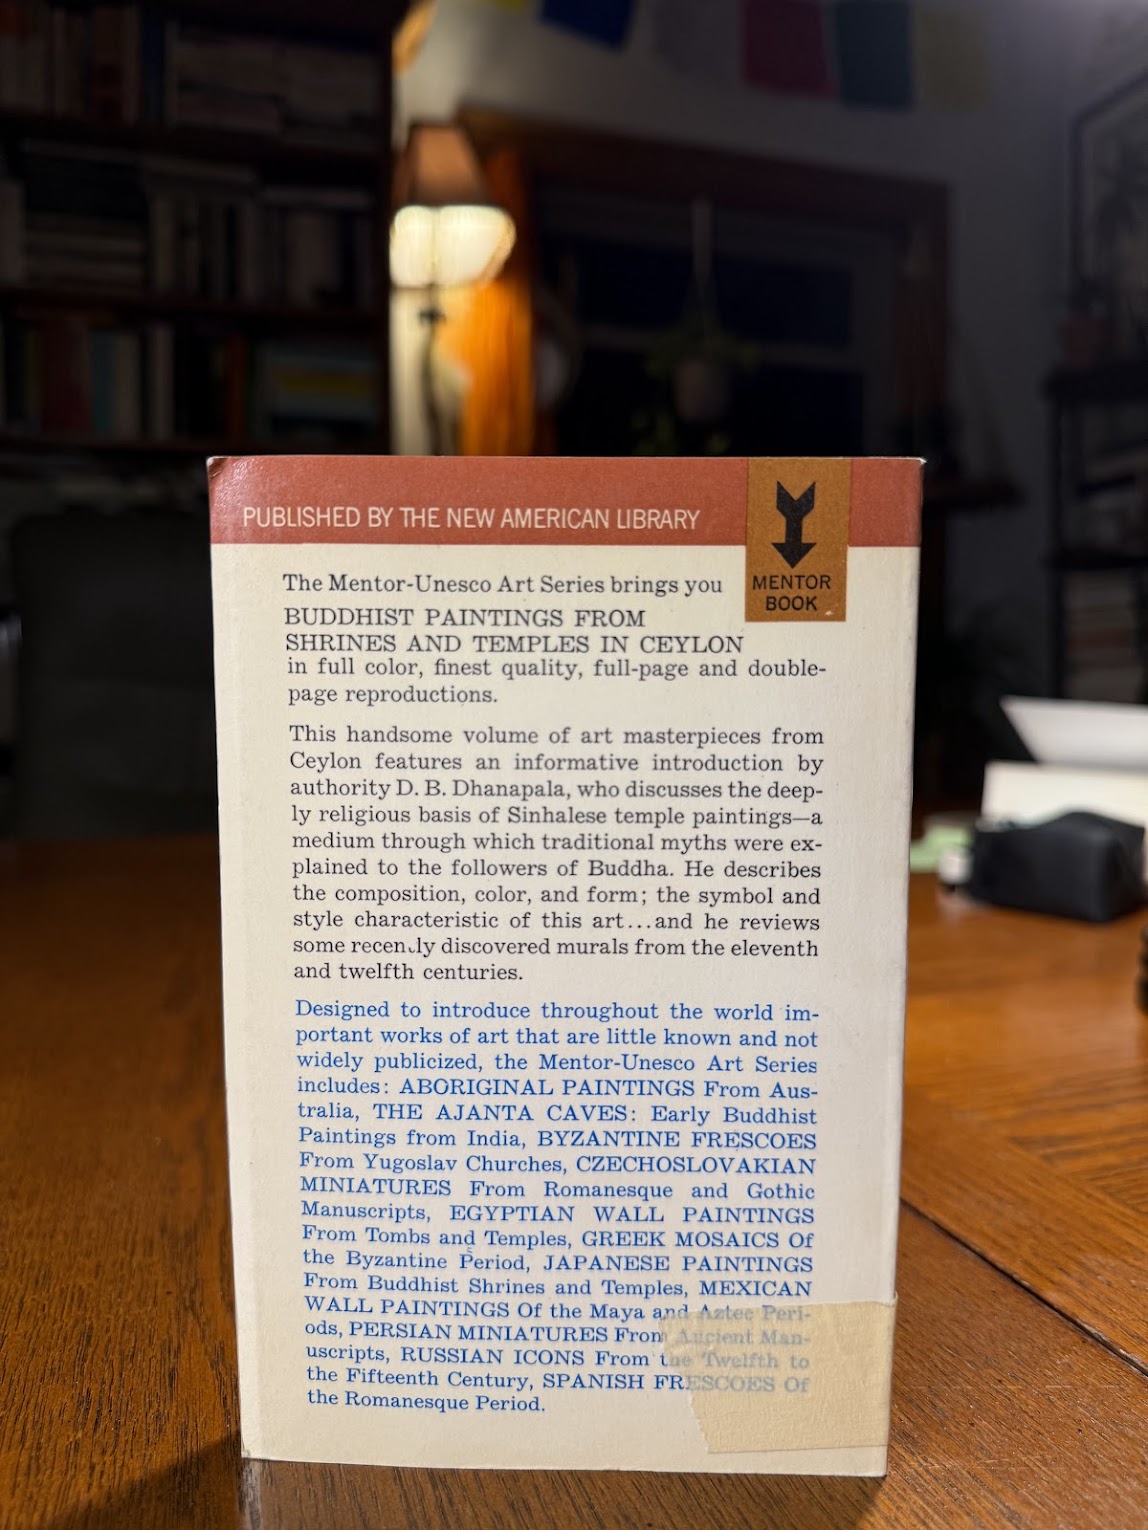 PUBLISHED BY THE NEW AMERICAN LIBRARY
MENTOR
BOOK
The Mentor-Unesco Art Series brings you
BUDDHIST PAINTINGS FROM
SHRINES AND TEMPLES IN CEYLON
in full color, finest quality, full-page and double-
page reproductions.
This handsome volume of art masterpieces from
Ceylon features an informative introduction by
authority D. B. Dhanapala, who discusses the deep-
ly religious basis of Sinhalese temple paintings—a
medium through which traditional myths were ex-
plained to the followers of Buddha. He describes
the composition, color, and form; the symbol and
style characteristic of this art...and he reviews
some recently discovered murals from the eleventh
and twelfth centuries.
Designed to introduce throughout the world im-
portant works of art that are little known and not
widely publicized, the Mentor-Unesco Art Series
includes: ABORIGINAL PAINTINGS From Aus-
tralia, THE AJANTA CAVES: Early Buddhist
Paintings from India, BYZANTINE FRESCOES
From Yugoslav Churches, CZECHOSLOVAKIAN
MINIATURES From Romanesque and Gothic
Manuscripts, EGYPTIAN WALL PAINTINGS
From Tombs and Temples, GREEK MOSAICS Of
the Byzantine Period, JAPANESE PAINTINGS
From Buddhist Shrines and Temples, MEXICAN
WALL PAINTINGS Of the Maya and Aztec Peri-
ods, PERSIAN MINIATURES From Ancient Man-
uscripts, RUSSIAN ICONS From the Twelfth to
the Fifteenth Century, SPANISH FRESCOES Of
the Romanesque Period.